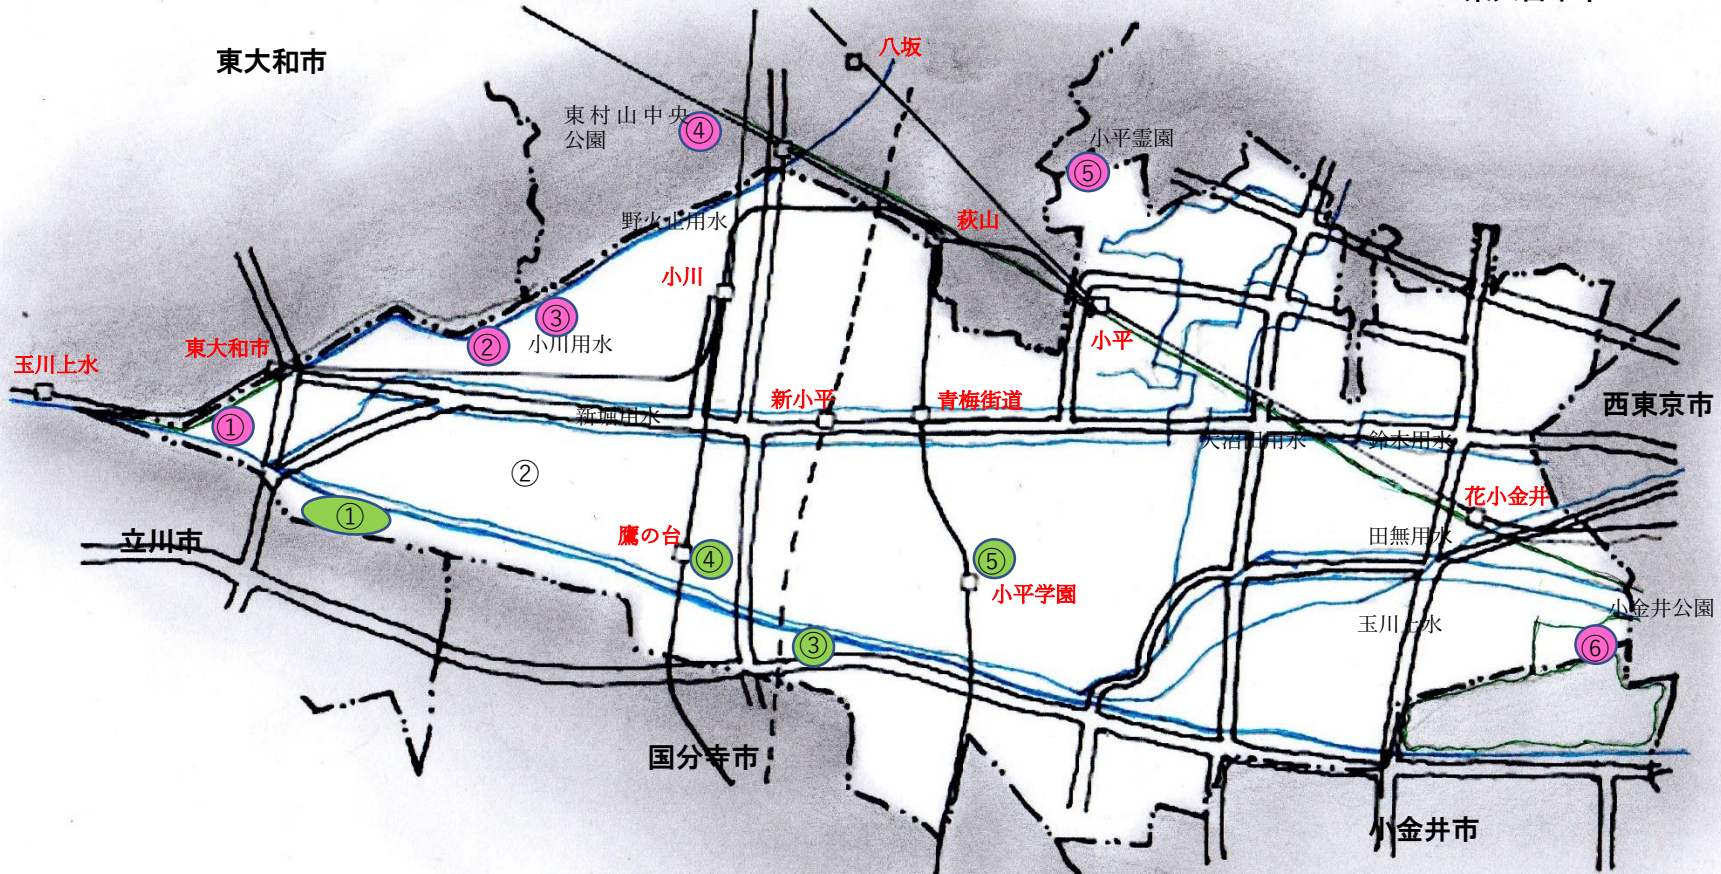 東大和市
八坂
東村山中央
公園
④
小平霊園
⑤
野火止用水
萩山
小川
③
小川用水
②
東大和市
玉川上水
小平
①
新堀用水
新小平
青梅街道
西東京市
大沼田用水
鈴木用水
②
花小金井
①
立川市
鷹の台
④
⑤
小平学園
田無用水
小金井公園
玉川上水
③
⑥
国分寺市
小金井市